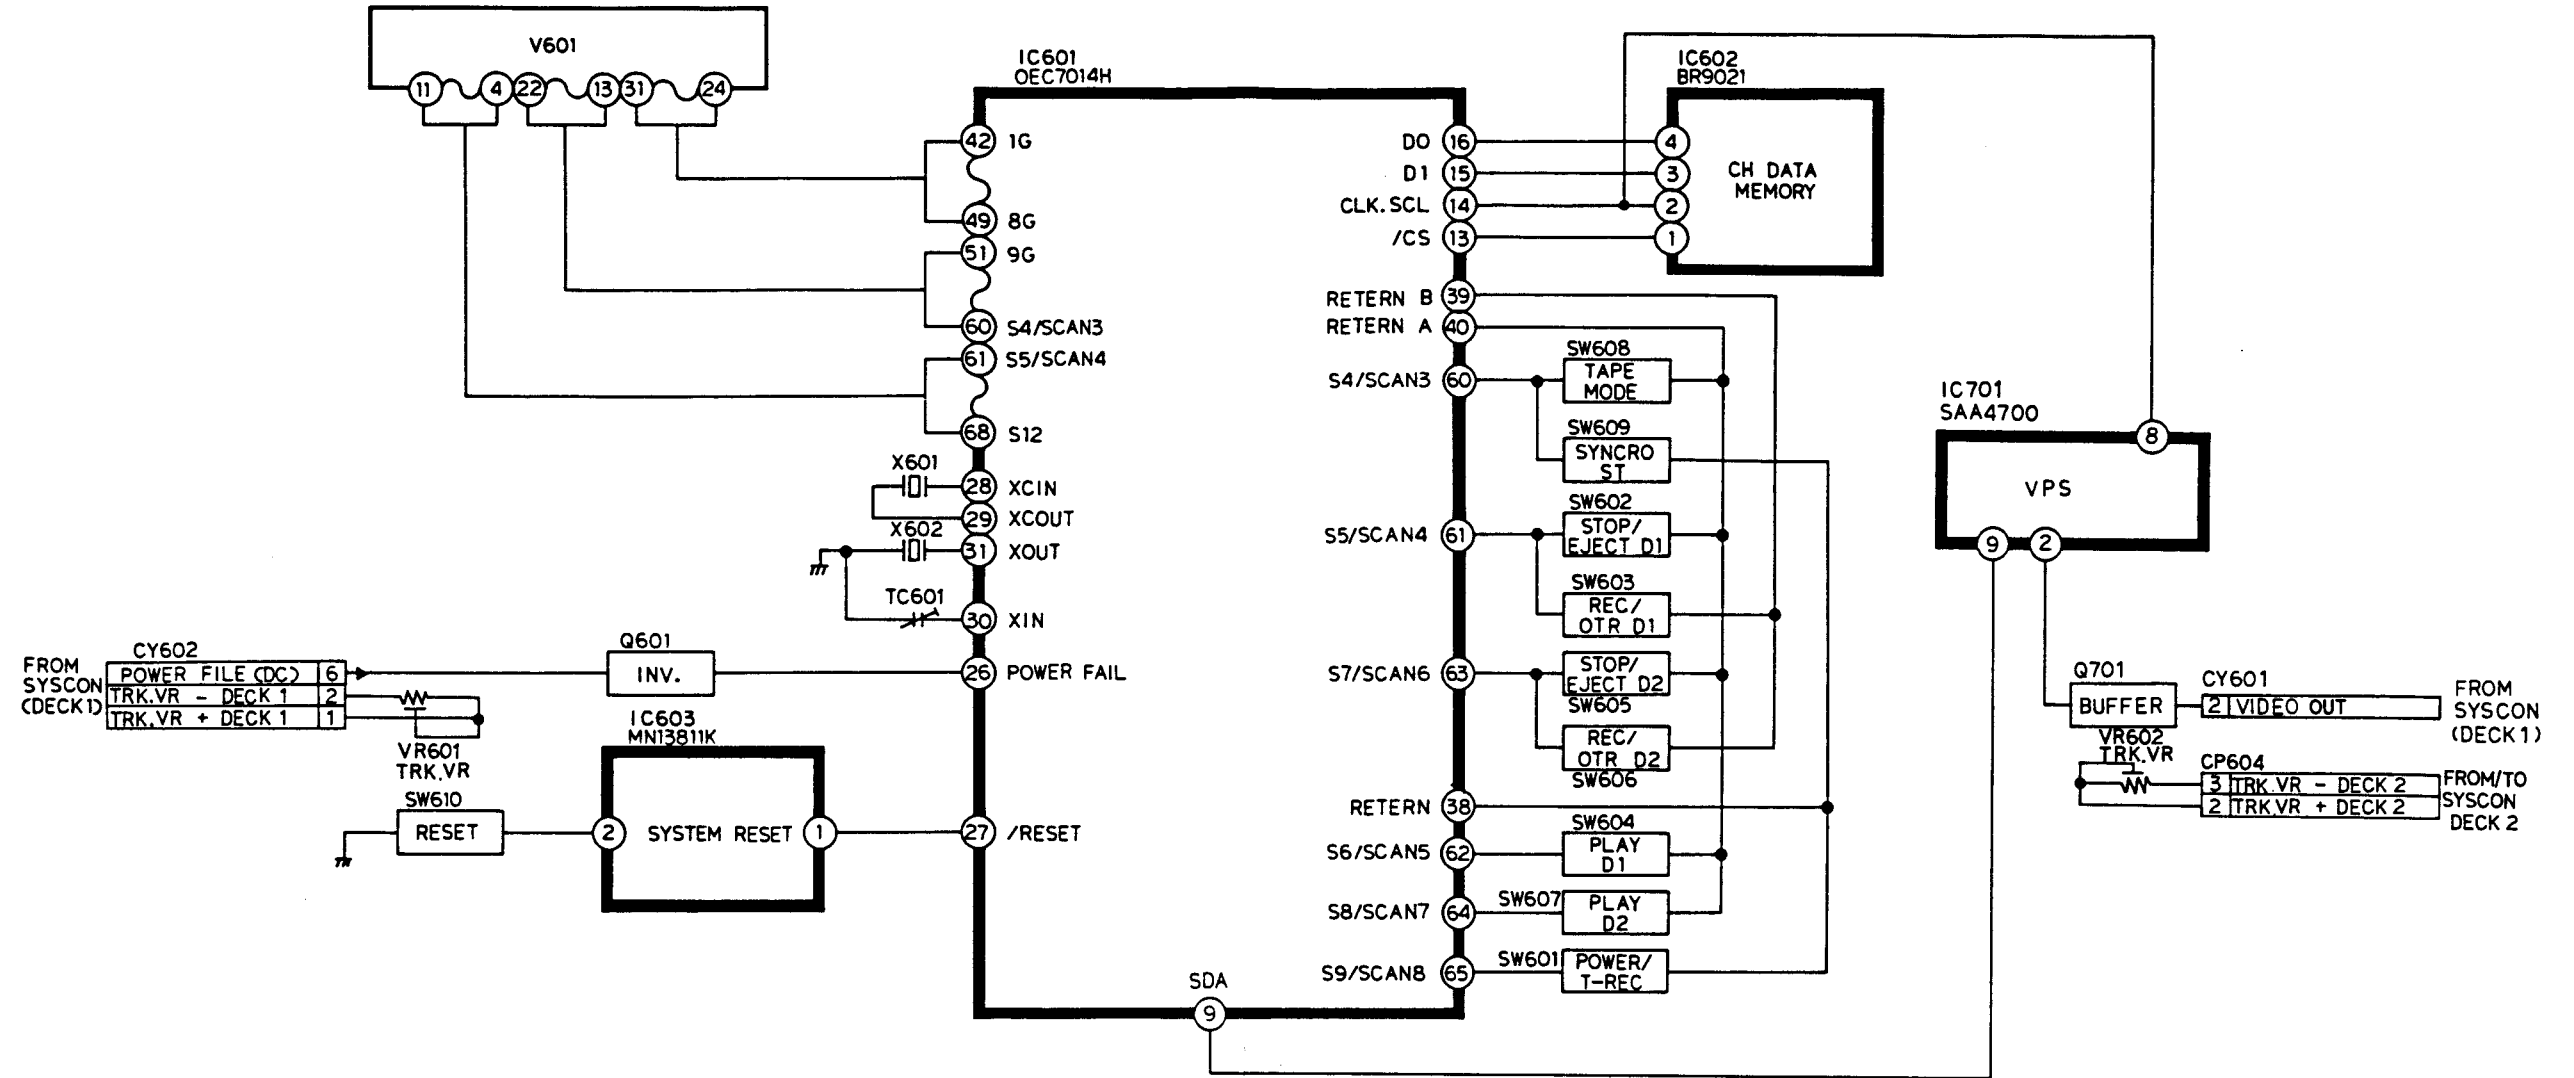 V601
11 4 22 13 31 24
IC601
OEC7014H
42 1G
49 8G
51 9G
60 S4/SCAN3
61 S5/SCAN4
68 S12
X601
28 XCIN
29 XCOUT
X602
31 XOUT
TC601
30 XIN
26 POWER FAIL
27 /RESET
SDA
9
FROM
SYSCON
(DECK1)
CY602
POWER FILE (DC) 6
TRK.VR - DECK 1 2
TRK.VR + DECK 1 1
Q601
INV.
VR601
TRK.VR
IC603
MN13811K
SW610
RESET
2 SYSTEM RESET 1
DO 16
D1 15
CLK.SCL 14
/CS 13
RETERN B 39
RETERN A 40
S4/SCAN3 60
S5/SCAN4 61
S7/SCAN6 63
RETERN 38
S6/SCAN5 62
S8/SCAN7 64
S9/SCAN8 65
IC602
BR9021
4
3
2
1
CH DATA
MEMORY
SW608
TAPE
MODE
SW609
SYNCRO
ST
SW602
STOP/
EJECT D1
SW603
REC/
OTR D1
STOP/
EJECT D2
SW605
REC/
OTR D2
SW606
SW604
PLAY
D1
SW607
PLAY
D2
SW601
POWER/
T-REC
IC701
SAA4700
8
VPS
9 2
Q701
BUFFER
CY601
2 VIDEO OUT
FROM
SYSCON
(DECK1)
VR602
TRK.VR
CP604
3 TRK.VR - DECK 2
2 TRK.VR + DECK 2
FROM/TO
SYSCON
DECK 2